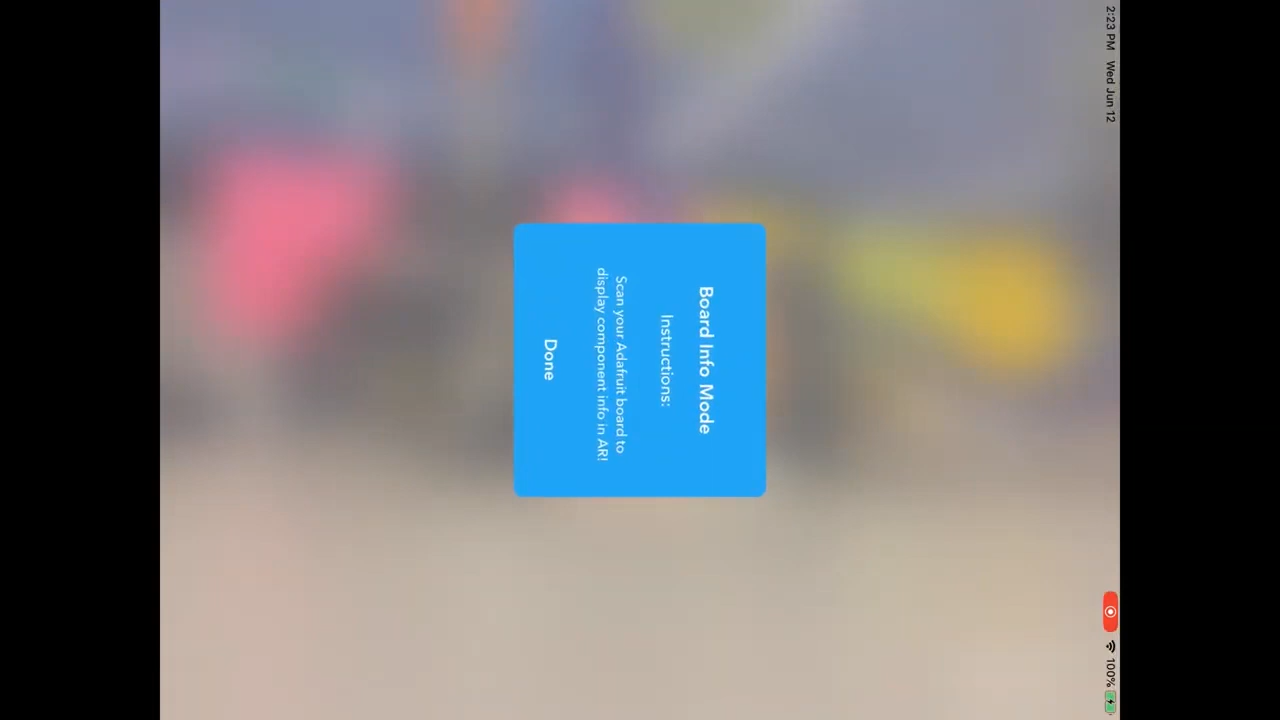 2:23 PM Wed Jun 12
100%
Board Info Mode
Instructions:
Scan your Adafruit board to
display component info in AR!
Done